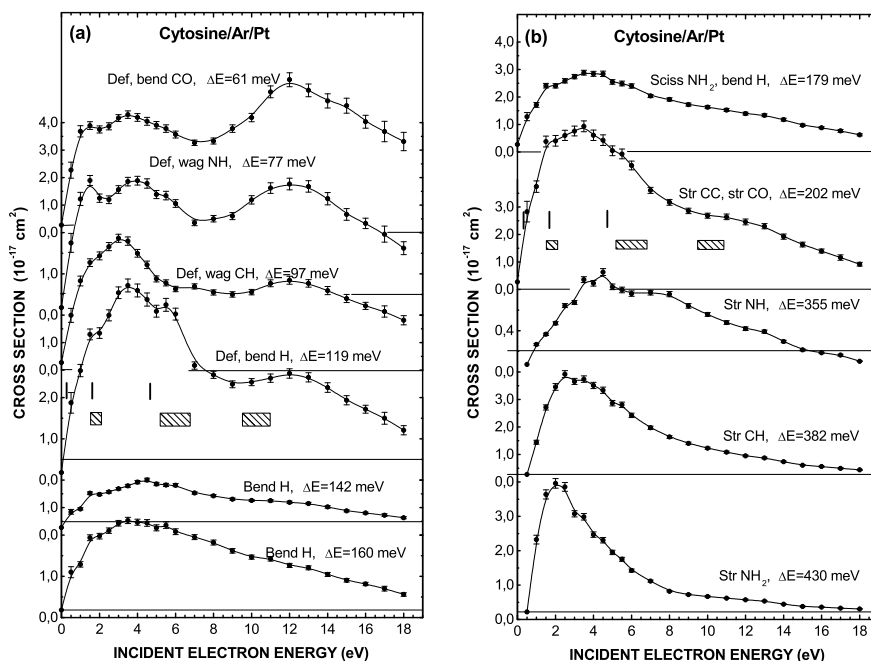 (a)
Cytosine/Ar/Pt
Def, bend CO, ΔE=61 meV
4,0
3,0
Def, wag NH, ΔE=77 meV
0,0
1,0
Def, wag CH, ΔE=97 meV
0,0
1,0
Def, bend H, ΔE=119 meV
0,0
2,0
1,0
0,0
Bend H, ΔE=142 meV
1,0
0,0
Bend H, ΔE=160 meV
1,0
0,0
CROSS SECTION (10⁻¹⁷ cm²)
0 2 4 6 8 10 12 14 16 18
INCIDENT ELECTRON ENERGY (eV)
(b)
Cytosine/Ar/Pt
Sciss NH₂, bend H, ΔE=179 meV
3,0
2,0
1,0
0,0
Str CC, str CO, ΔE=202 meV
3,0
2,0
1,0
0,0
Str NH, ΔE=355 meV
0,4
0,0
Str CH, ΔE=382 meV
3,0
2,0
1,0
0,0
4,0
3,0
Str NH₂, ΔE=430 meV
2,0
1,0
0,0
CROSS SECTION (10⁻¹⁷ cm²)
0 2 4 6 8 10 12 14 16 18
INCIDENT ELECTRON ENERGY (eV)